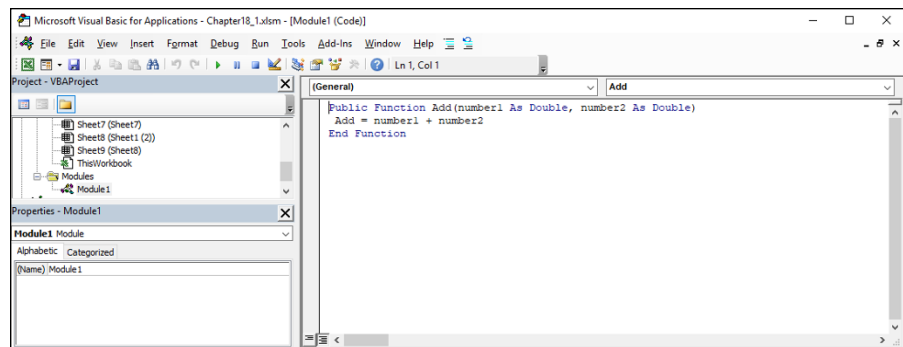 Microsoft Visual Basic for Applications - Chapter18_1.xlsm - [Module1 (Code)]
File Edit View Insert Format Debug Run Tools Add-Ins Window Help
Ln 1, Col 1
Project - VBAProject
Sheet7 (Sheet7)
Sheet8 (Sheet1 (2))
Sheet9 (Sheet8)
ThisWorkbook
Modules
Module1
Properties - Module1
Module1 Module
Alphabetic Categorized
(Name) Module1
(General) Add
Public Function Add(number1 As Double, number2 As Double)
Add = number1 + number2
End Function